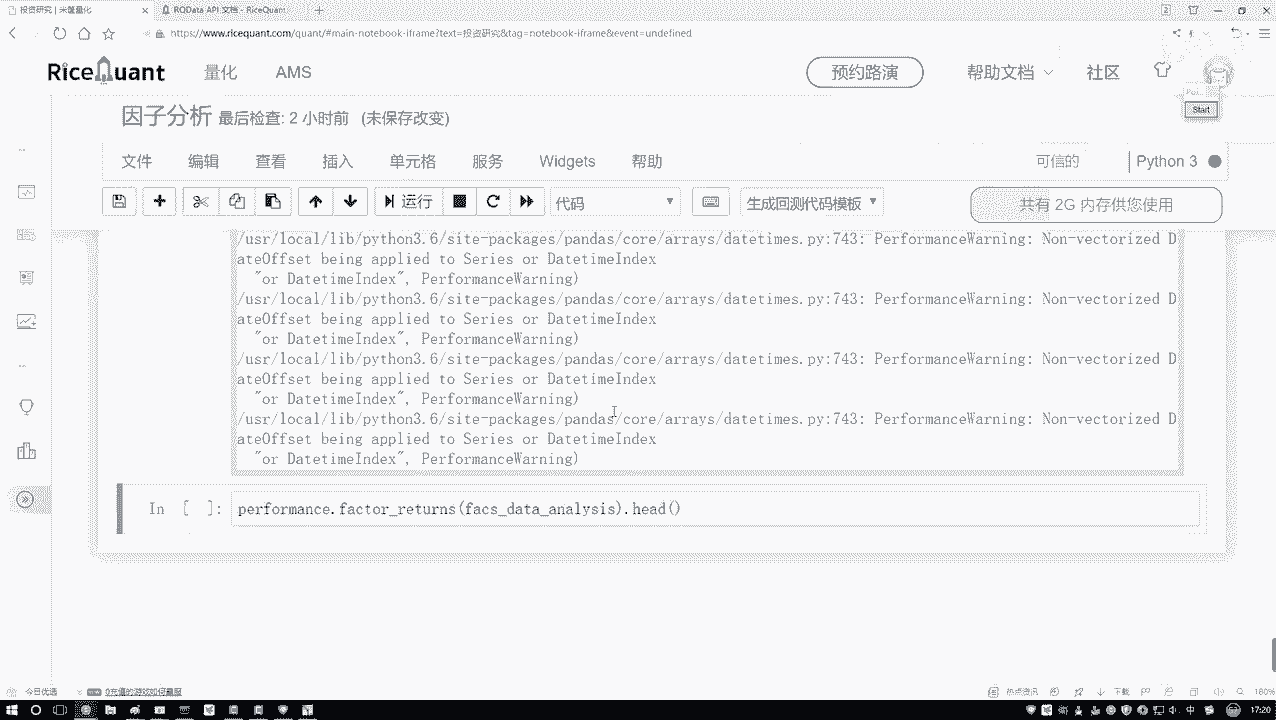 投资研究 | 米筐量化
RQData API 文档 - RiceQuant
https://www.ricequant.com/quant/#main-notebook-iframe?text=投资研究&tag=notebook-iframe&event=undefined
RiceQuant
量化
AMS
预约路演
帮助文档
社区
Start
因子分析 最后检查: 2 小时前 (未保存改变)
文件
编辑
查看
插入
单元格
服务
Widgets
帮助
可信的
Python 3
运行
代码
生成回测代码模板
共有 2G 内存供您使用
/usr/local/lib/python3.6/site-packages/pandas/core/arrays/datetimes.py:743: PerformanceWarning: Non-vectorized D
ateOffset being applied to Series or DatetimeIndex
"or DatetimeIndex", PerformanceWarning)
/usr/local/lib/python3.6/site-packages/pandas/core/arrays/datetimes.py:743: PerformanceWarning: Non-vectorized D
ateOffset being applied to Series or DatetimeIndex
"or DatetimeIndex", PerformanceWarning)
/usr/local/lib/python3.6/site-packages/pandas/core/arrays/datetimes.py:743: PerformanceWarning: Non-vectorized D
ateOffset being applied to Series or DatetimeIndex
"or DatetimeIndex", PerformanceWarning)
/usr/local/lib/python3.6/site-packages/pandas/core/arrays/datetimes.py:743: PerformanceWarning: Non-vectorized D
ateOffset being applied to Series or DatetimeIndex
"or DatetimeIndex", PerformanceWarning)
In [ ]: performance.factor_returns(facs_data_analysis).head()
今日优选
热点资讯
下载
180%
中
17:20